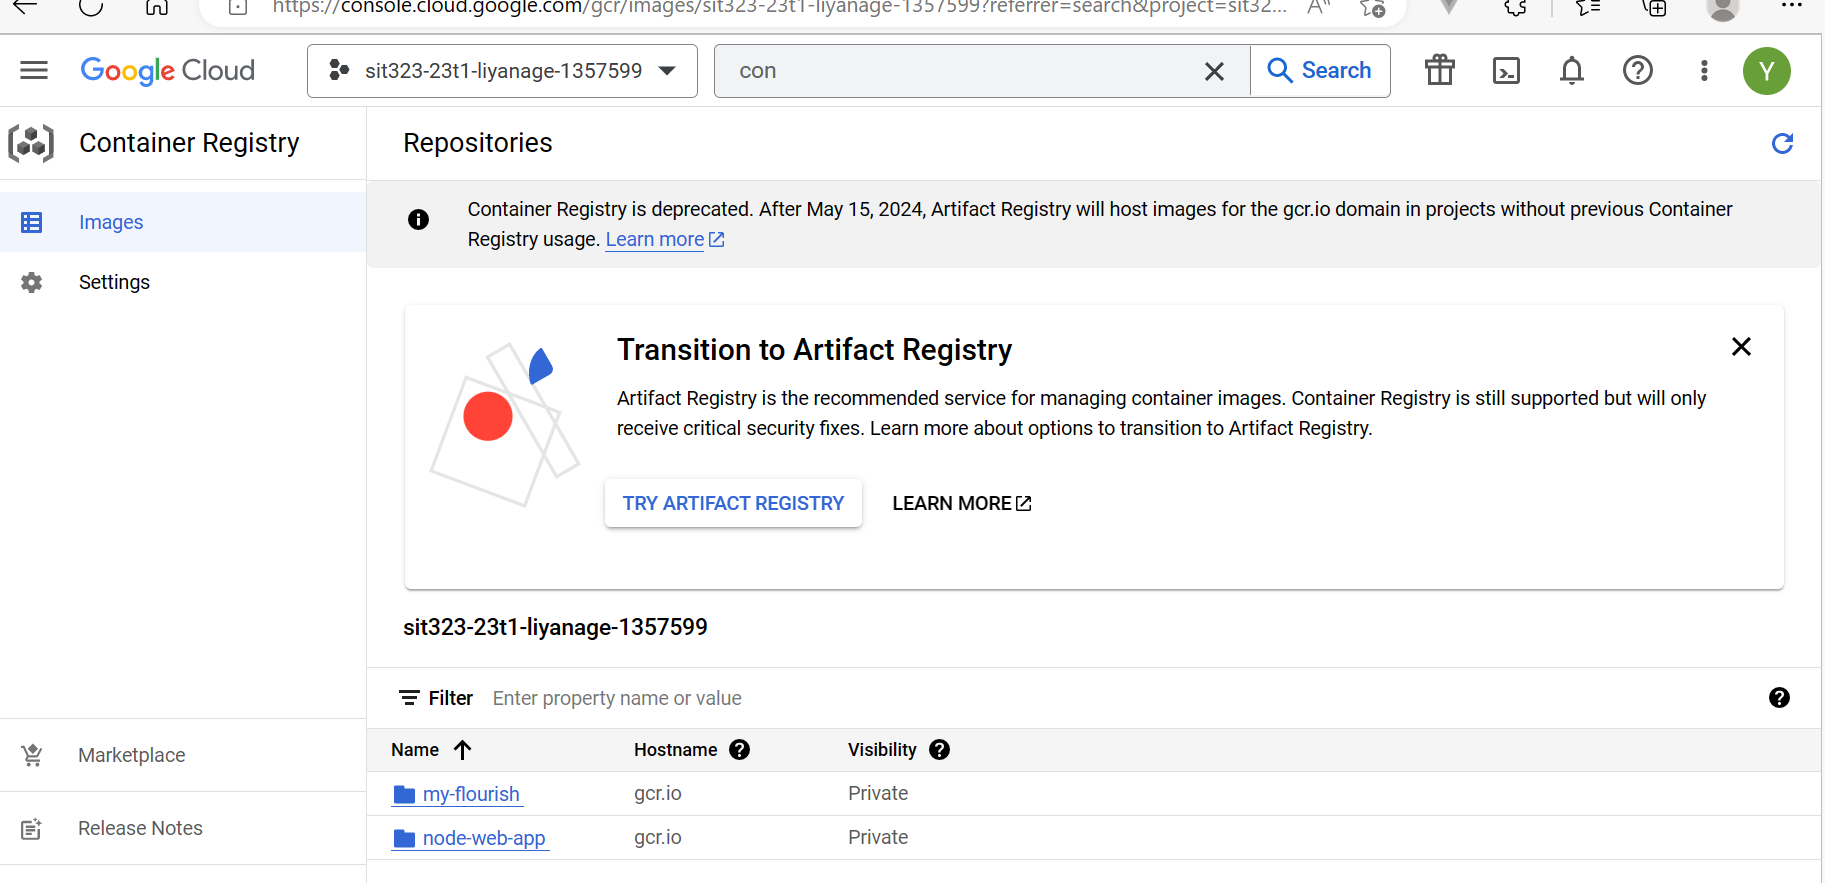 https://console.cloud.google.com/gcr/images/sit323-23t1-liyanage-1357599?referrer=search&project=sit32...
Google Cloud
sit323-23t1-liyanage-1357599
con
Search
Y
Container Registry
Repositories
Images
Settings
Container Registry is deprecated. After May 15, 2024, Artifact Registry will host images for the gcr.io domain in projects without previous Container
Registry usage. Learn more
Transition to Artifact Registry
Artifact Registry is the recommended service for managing container images. Container Registry is still supported but will only
receive critical security fixes. Learn more about options to transition to Artifact Registry.
TRY ARTIFACT REGISTRY LEARN MORE
sit323-23t1-liyanage-1357599
Filter Enter property name or value
Name Hostname Visibility
my-flourish gcr.io Private
node-web-app gcr.io Private
Marketplace
Release Notes